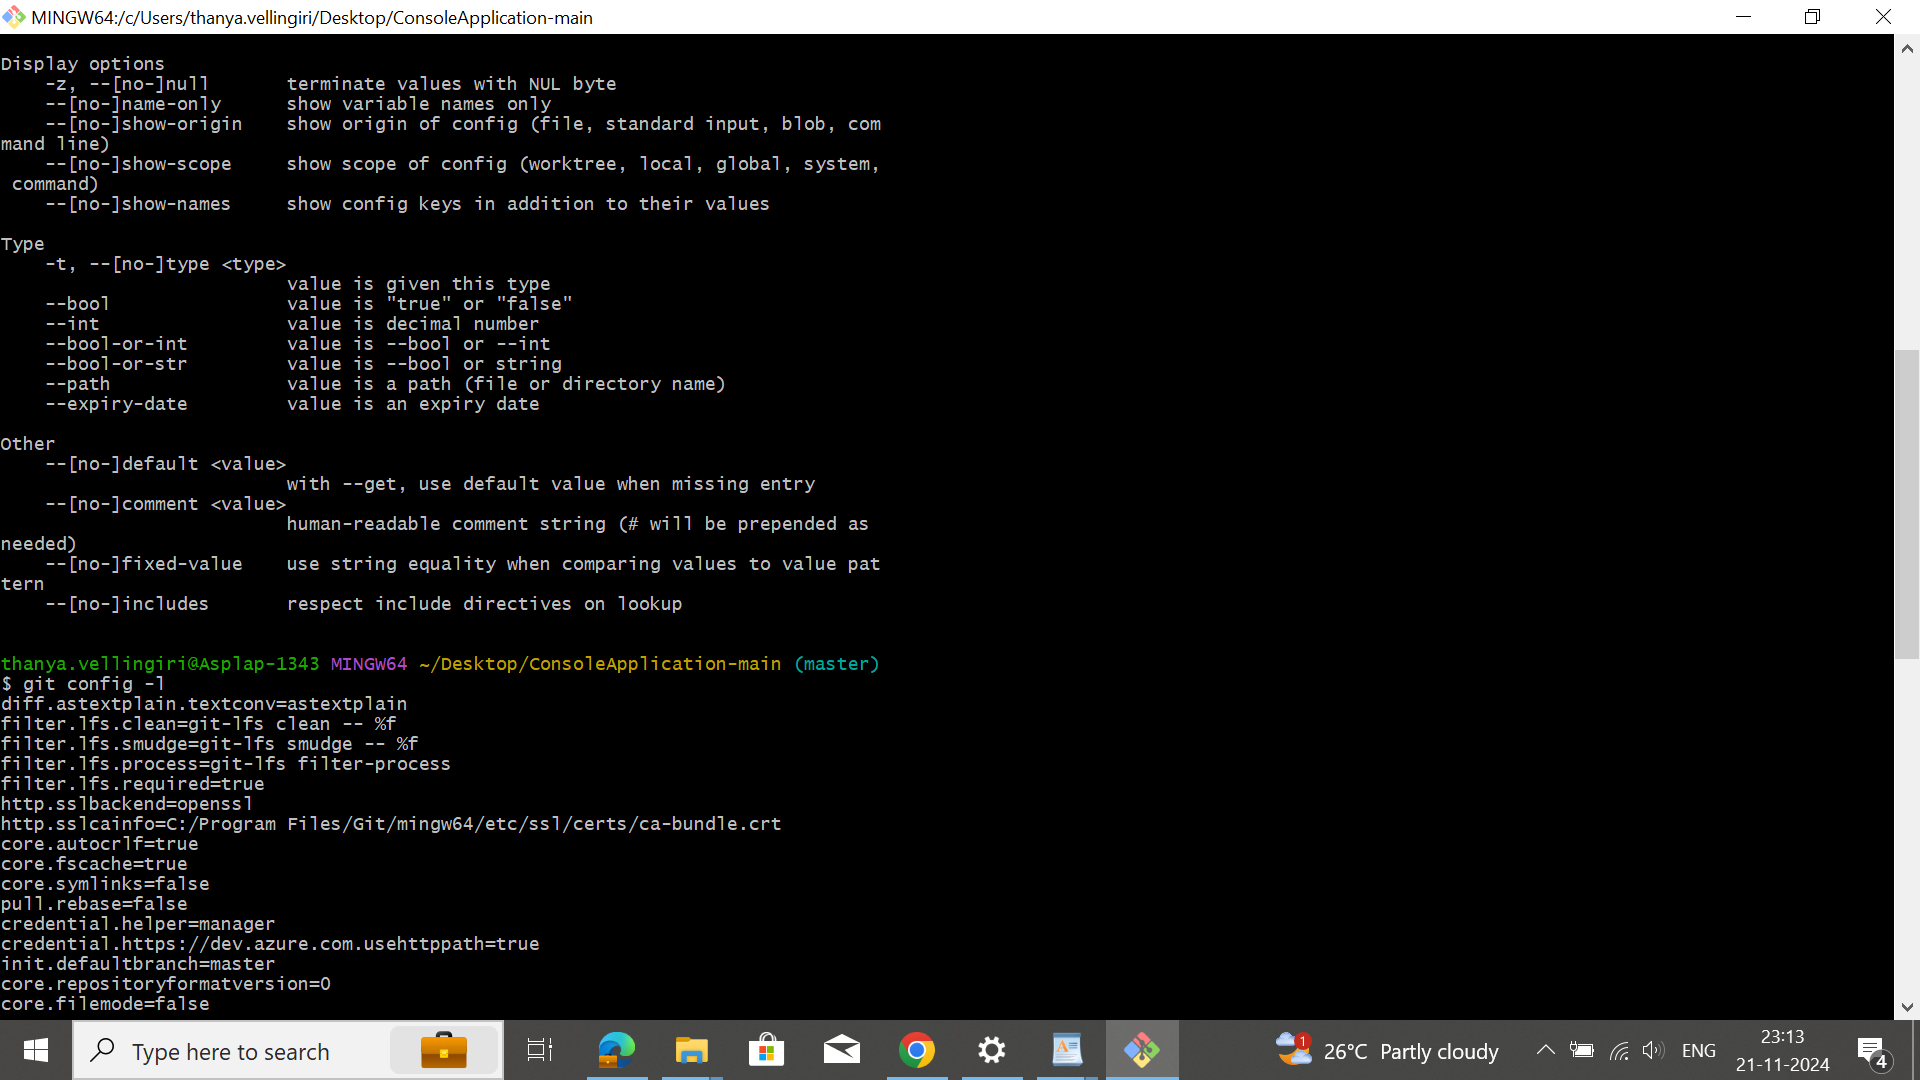 MINGW64:/c/Users/thanya.vellingiri/Desktop/ConsoleApplication-main
Display options
    -z, --[no-]null       terminate values with NUL byte
    --[no-]name-only      show variable names only
    --[no-]show-origin    show origin of config (file, standard input, blob, com
mand line)
    --[no-]show-scope     show scope of config (worktree, local, global, system,
 command)
    --[no-]show-names     show config keys in addition to their values
Type
    -t, --[no-]type <type>
                          value is given this type
    --bool                value is "true" or "false"
    --int                 value is decimal number
    --bool-or-int         value is --bool or --int
    --bool-or-str         value is --bool or string
    --path                value is a path (file or directory name)
    --expiry-date         value is an expiry date
Other
    --[no-]default <value>
                          with --get, use default value when missing entry
    --[no-]comment <value>
                          human-readable comment string (# will be prepended as
needed)
    --[no-]fixed-value    use string equality when comparing values to value pat
tern
    --[no-]includes       respect include directives on lookup
thanya.vellingiri@Asplap-1343 MINGW64 ~/Desktop/ConsoleApplication-main (master)
$ git config -l
diff.astextplain.textconv=astextplain
filter.lfs.clean=git-lfs clean -- %f
filter.lfs.smudge=git-lfs smudge -- %f
filter.lfs.process=git-lfs filter-process
filter.lfs.required=true
http.sslbackend=openssl
http.sslcainfo=C:/Program Files/Git/mingw64/etc/ssl/certs/ca-bundle.crt
core.autocrlf=true
core.fscache=true
core.symlinks=false
pull.rebase=false
credential.helper=manager
credential.https://dev.azure.com.usehttppath=true
init.defaultbranch=master
core.repositoryformatversion=0
core.filemode=false
Type here to search
1
26°C Partly cloudy
ENG
23:13
21-11-2024
4